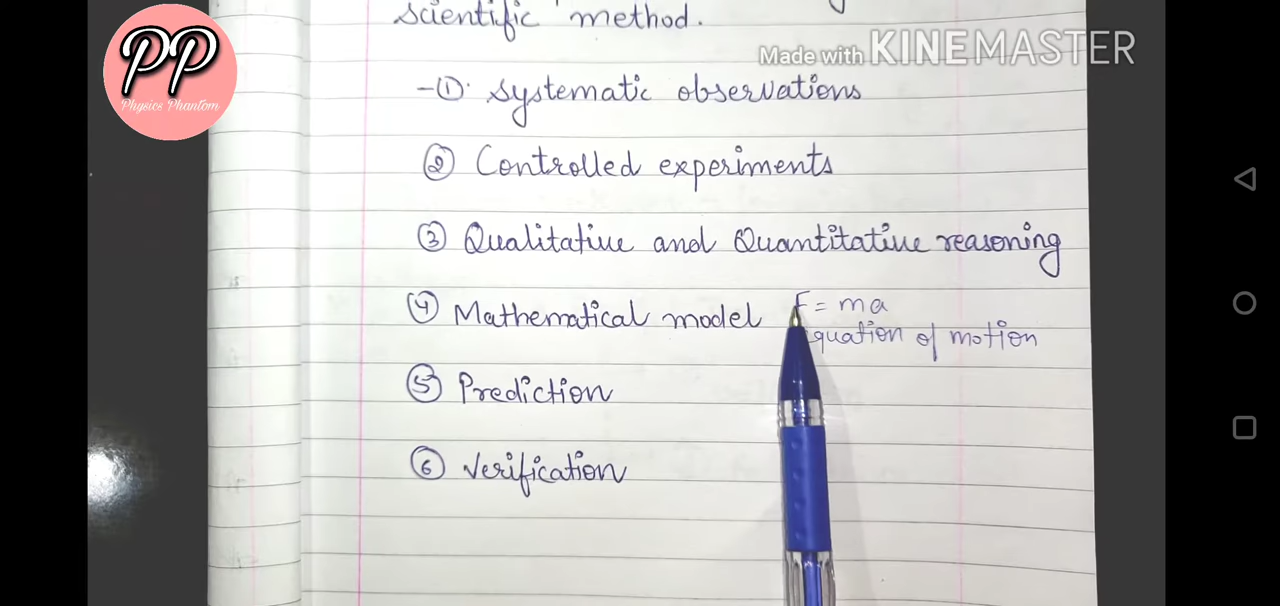 scientific method.
PP
Physics Phantom
Made with KINEMASTER
-① Systematic observations
② Controlled experiments
③ Qualitative and Quantitative reasoning
④ Mathematical model F = ma
quation of motion
⑤ Prediction
⑥ Verification